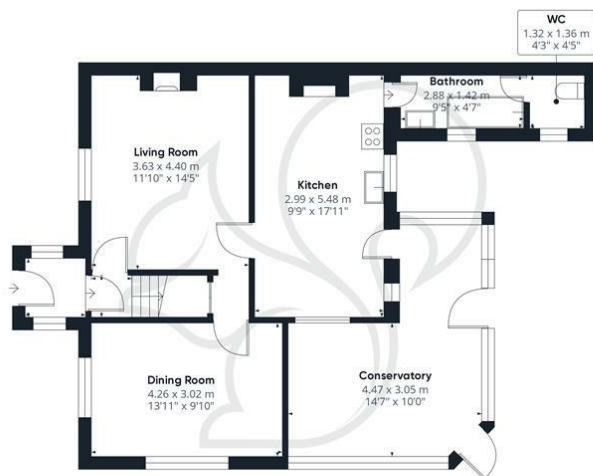 WC
1.32 x 1.36 m
4'3" x 4'5"
Bathroom
2.88 x 1.42 m
9'5" x 4'7"
Living Room
3.63 x 4.40 m
11'10" x 14'5"
Kitchen
2.99 x 5.48 m
9'9" x 17'11"
Dining Room
4.26 x 3.02 m
13'11" x 9'10"
Conservatory
4.47 x 3.05 m
14'7" x 10'0"